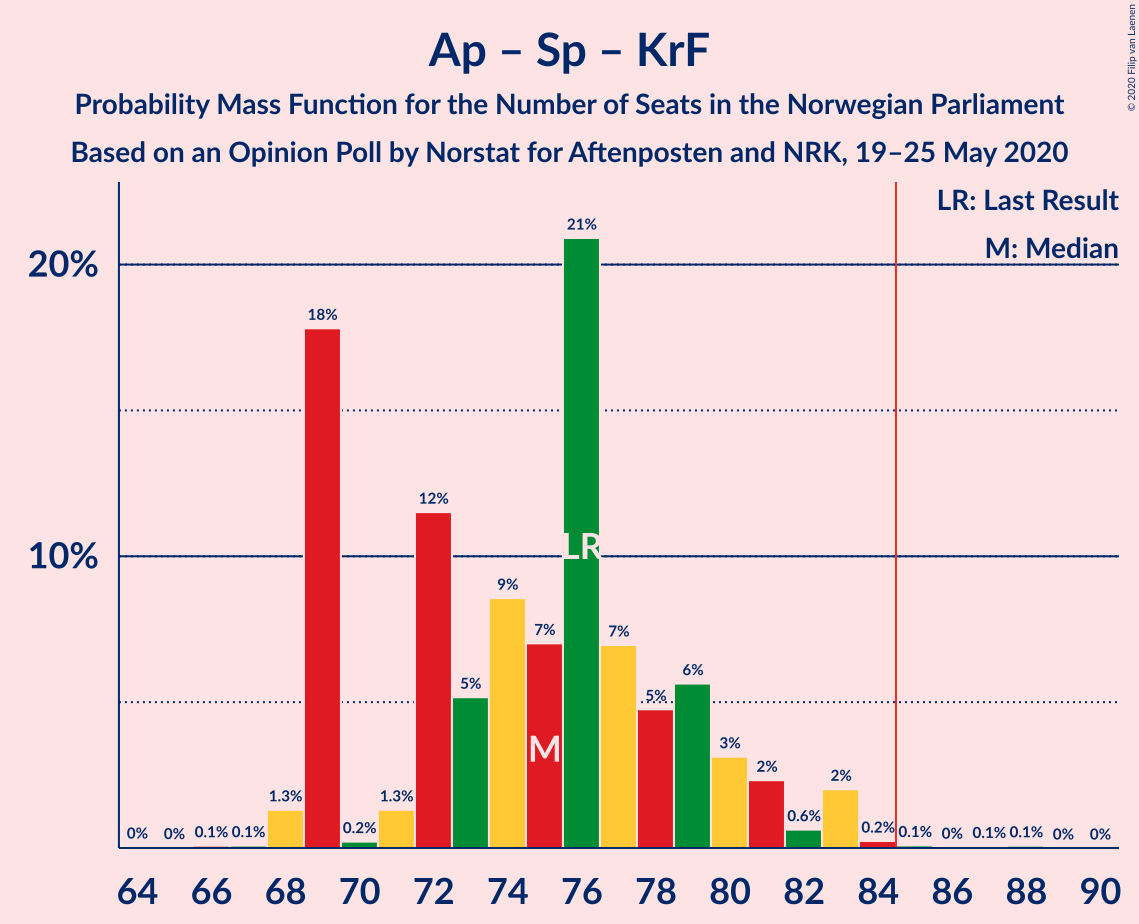 Ap – Sp – KrF
Probability Mass Function for the Number of Seats in the Norwegian Parliament
Based on an Opinion Poll by Norstat for Aftenposten and NRK, 19–25 May 2020
© 2020 Filip van Laenen
LR: Last Result
M: Median
20%
10%
0% 0% 0.1% 0.1% 1.3% 18% 0.2% 1.3% 12% 5% 9% 7% 21% 7% 5% 6% 3% 2% 0.6% 2% 0.2% 0.1% 0% 0.1% 0.1% 0% 0%
LR
M
64 66 68 70 72 74 76 78 80 82 84 86 88 90